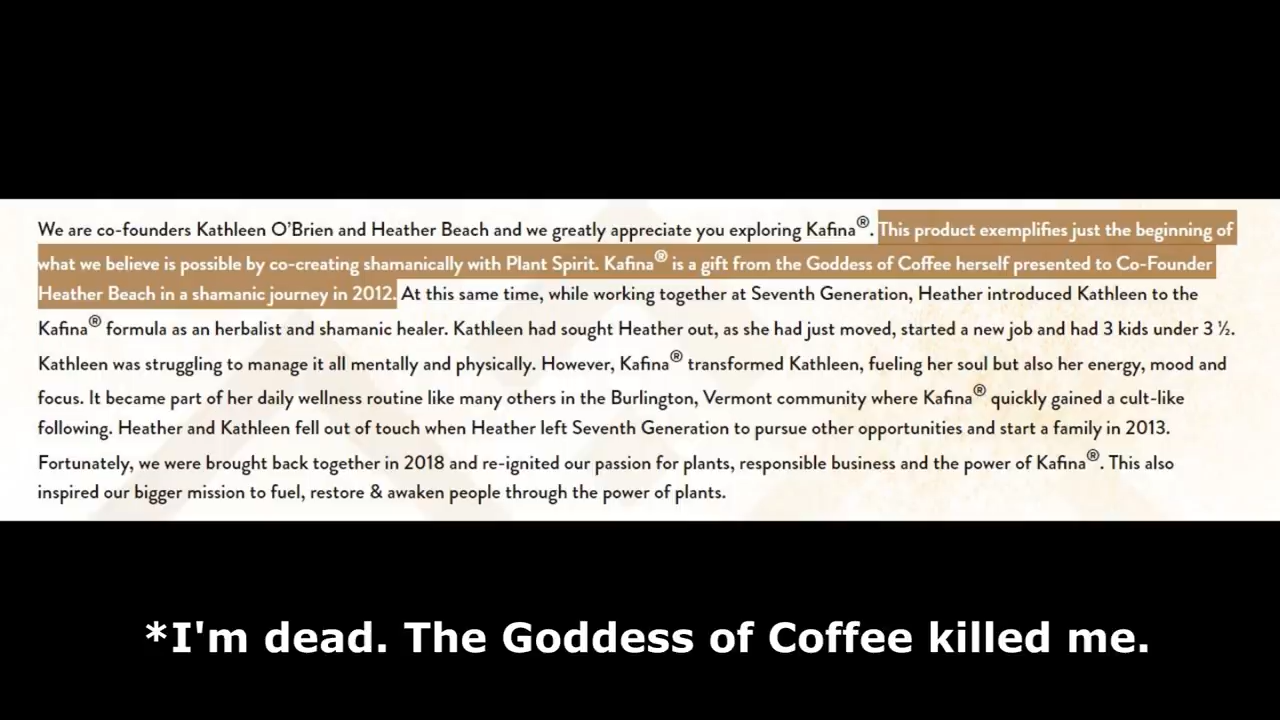 We are co-founders Kathleen O'Brien and Heather Beach and we greatly appreciate you exploring Kafina®. This product exemplifies just the beginning of
what we believe is possible by co-creating shamanically with Plant Spirit. Kafina® is a gift from the Goddess of Coffee herself presented to Co-Founder
Heather Beach in a shamanic journey in 2012. At this same time, while working together at Seventh Generation, Heather introduced Kathleen to the
Kafina® formula as an herbalist and shamanic healer. Kathleen had sought Heather out, as she had just moved, started a new job and had 3 kids under 3 ½.
Kathleen was struggling to manage it all mentally and physically. However, Kafina® transformed Kathleen, fueling her soul but also her energy, mood and
focus. It became part of her daily wellness routine like many others in the Burlington, Vermont community where Kafina® quickly gained a cult-like
following. Heather and Kathleen fell out of touch when Heather left Seventh Generation to pursue other opportunities and start a family in 2013.
Fortunately, we were brought back together in 2018 and re-ignited our passion for plants, responsible business and the power of Kafina®. This also
inspired our bigger mission to fuel, restore & awaken people through the power of plants.
*I'm dead. The Goddess of Coffee killed me.